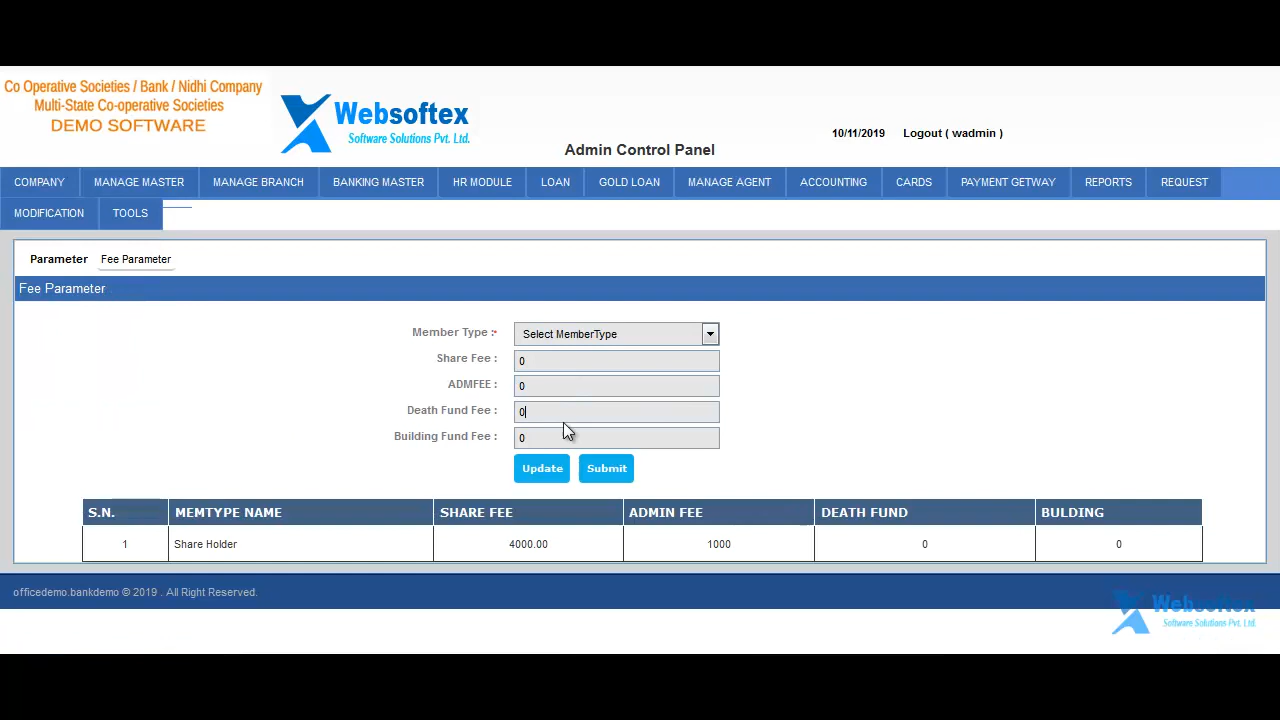 Co Operative Societies / Bank / Nidhi Company
Multi-State Co-operative Societies
DEMO SOFTWARE
Websoftex
Software Solutions Pvt. Ltd.
Admin Control Panel
10/11/2019 Logout ( wadmin )
COMPANY MANAGE MASTER MANAGE BRANCH BANKING MASTER HR MODULE LOAN GOLD LOAN MANAGE AGENT ACCOUNTING CARDS PAYMENT GETWAY REPORTS REQUEST
MODIFICATION TOOLS
Parameter Fee Parameter
Fee Parameter
Member Type :* Select MemberType
Share Fee : 0
ADMFEE : 0
Death Fund Fee : 0
Building Fund Fee : 0
Update Submit
S.N. MEMTYPE NAME SHARE FEE ADMIN FEE DEATH FUND BULDING
1 Share Holder 4000.00 1000 0 0
officedemo.bankdemo © 2019 . All Right Reserved.
Websoftex
Software Solutions Pvt. Ltd.